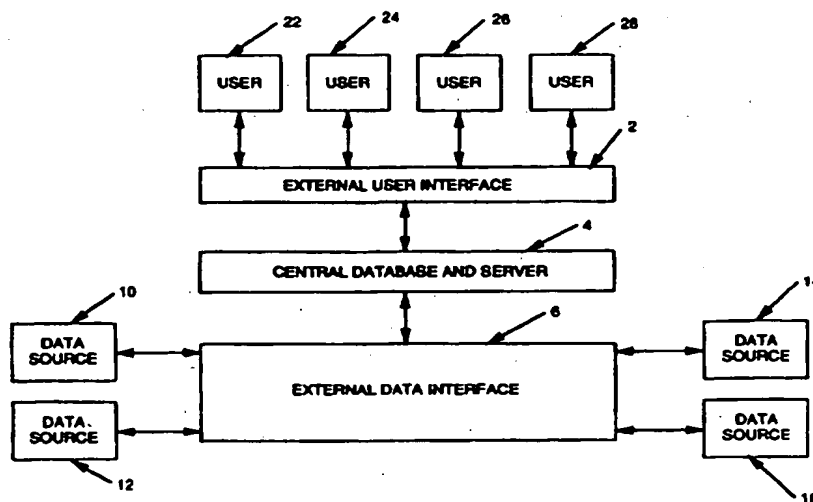 22
24
26
28
USER
USER
USER
USER
2
EXTERNAL USER INTERFACE
4
CENTRAL DATABASE AND SERVER
10
6
DATA
SOURCE
DATA
SOURCE
EXTERNAL DATA INTERFACE
DATA
SOURCE
DATA
SOURCE
12